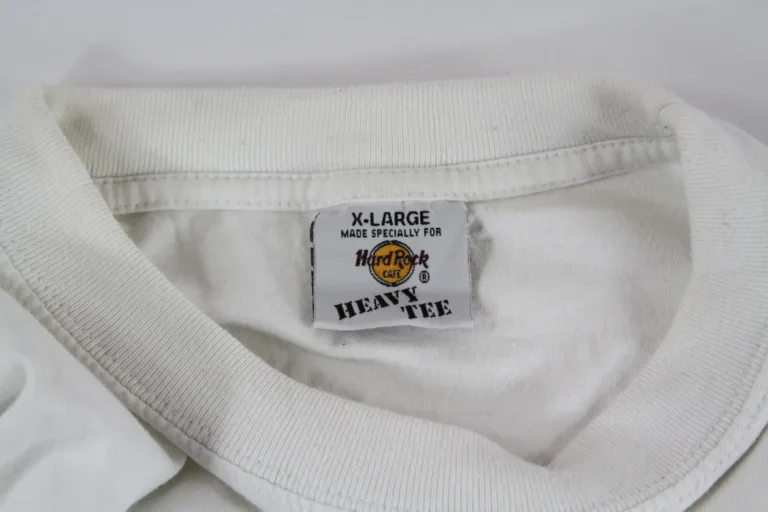 X-LARGE
MADE SPECIALLY FOR
Hard Rock
CAFE
®
HEAVY
TEE